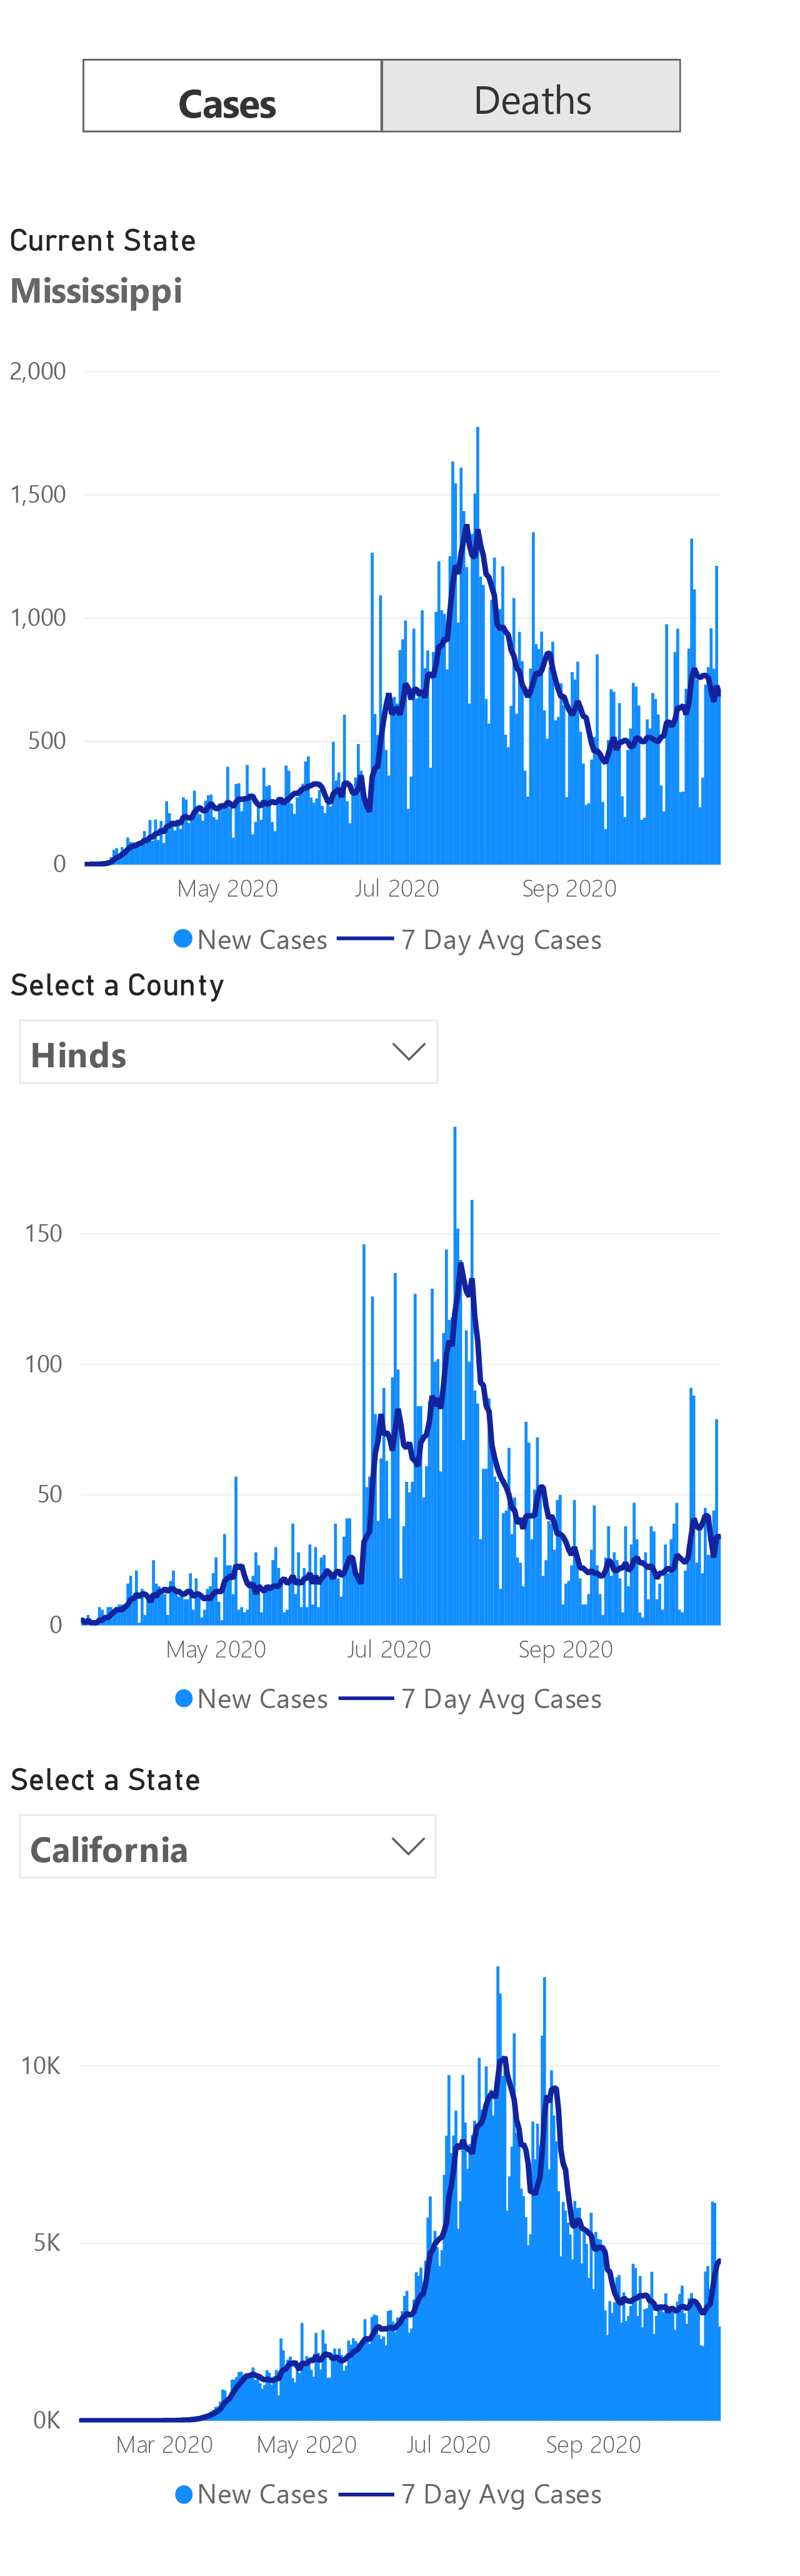 Cases Deaths
Current State
Mississippi
2,000
1,500
1,000
500
0
May 2020 Jul 2020 Sep 2020
New Cases 7 Day Avg Cases
Select a County
Hinds
150
100
50
0
May 2020 Jul 2020 Sep 2020
New Cases 7 Day Avg Cases
Select a State
California
10K
5K
0K
Mar 2020 May 2020 Jul 2020 Sep 2020
New Cases 7 Day Avg Cases